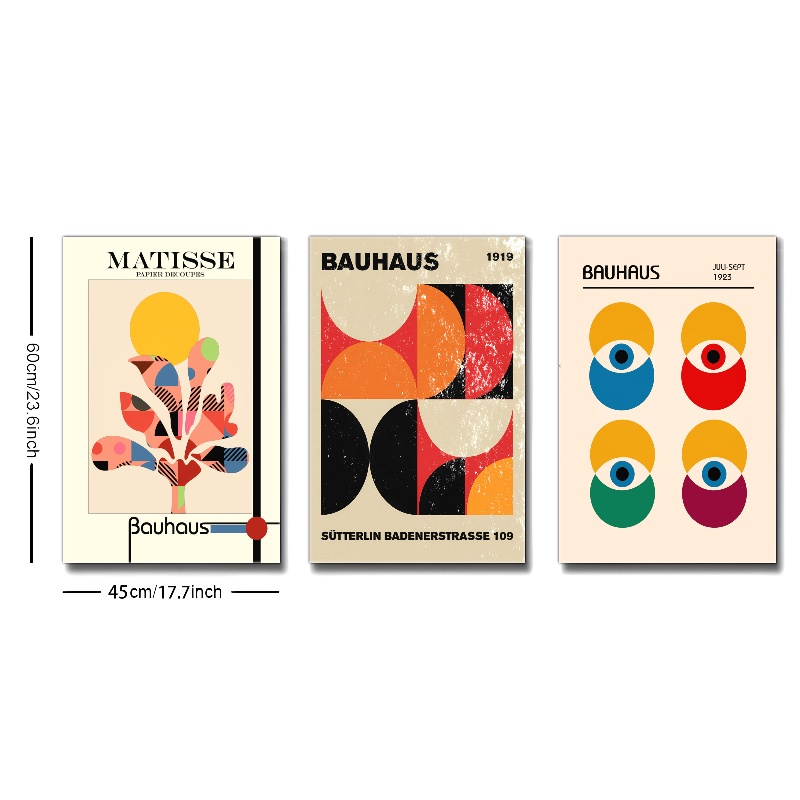 MATISSE
PAPIER DECOUPES
Bauhaus
60cm/23.6inch
45cm/17.7inch
BAUHAUS
1919
SÜTTERLIN BADENERSTRASSE 109
BAUHAUS
JULI-SEPT
1923